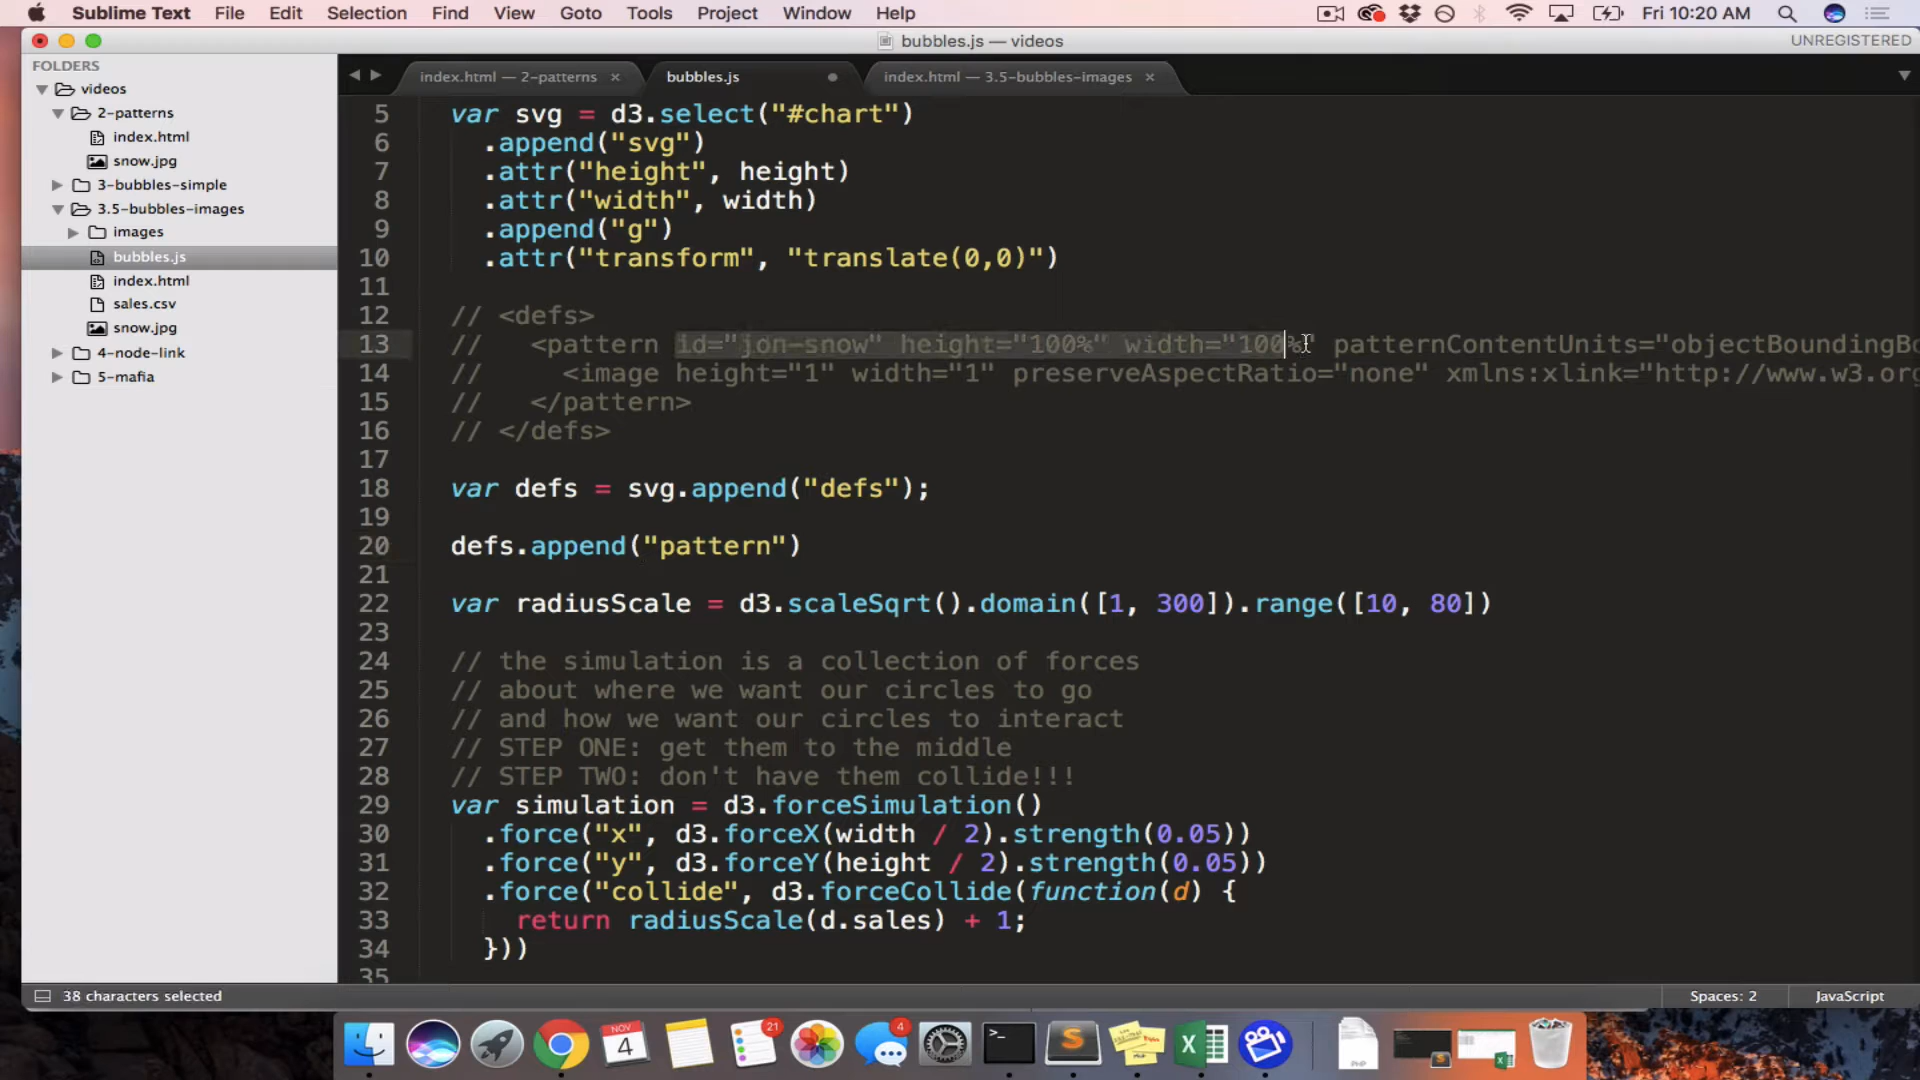 Sublime Text File Edit Selection Find View Goto Tools Project Window Help Fri 10:20 AM
bubbles.js — videos UNREGISTERED
FOLDERS
videos
2-patterns
index.html
snow.jpg
3-bubbles-simple
3.5-bubbles-images
images
bubbles.js
index.html
sales.csv
snow.jpg
4-node-link
5-mafia
index.html — 2-patterns × bubbles.js index.html — 3.5-bubbles-images ×
5 var svg = d3.select("#chart")
6 .append("svg")
7 .attr("height", height)
8 .attr("width", width)
9 .append("g")
10 .attr("transform", "translate(0,0)")
11
12 // <defs>
13 // <pattern id="jon-snow" height="100%" width="100%" patternContentUnits="objectBoundingBo
14 // <image height="1" width="1" preserveAspectRatio="none" xmlns:xlink="http://www.w3.org
15 // </pattern>
16 // </defs>
17
18 var defs = svg.append("defs");
19
20 defs.append("pattern")
21
22 var radiusScale = d3.scaleSqrt().domain([1, 300]).range([10, 80])
23
24 // the simulation is a collection of forces
25 // about where we want our circles to go
26 // and how we want our circles to interact
27 // STEP ONE: get them to the middle
28 // STEP TWO: don't have them collide!!!
29 var simulation = d3.forceSimulation()
30 .force("x", d3.forceX(width / 2).strength(0.05))
31 .force("y", d3.forceY(height / 2).strength(0.05))
32 .force("collide", d3.forceCollide(function(d) {
33 return radiusScale(d.sales) + 1;
34 }))
35
38 characters selected Spaces: 2 JavaScript
NOV
4
21
4
PHP